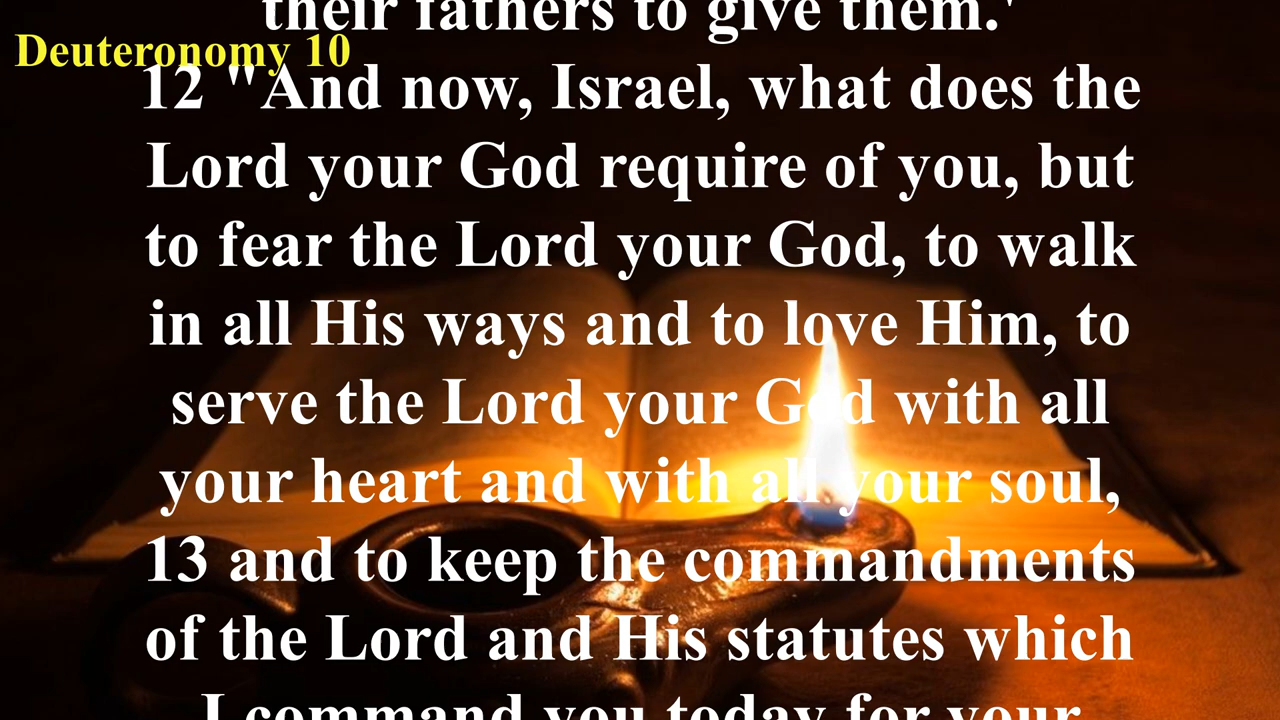 their fathers to give them.'
Deuteronomy 10
12 "And now, Israel, what does the
Lord your God require of you, but
to fear the Lord your God, to walk
in all His ways and to love Him, to
serve the Lord your God with all
your heart and with all your soul,
13 and to keep the commandments
of the Lord and His statutes which
I command you today for your